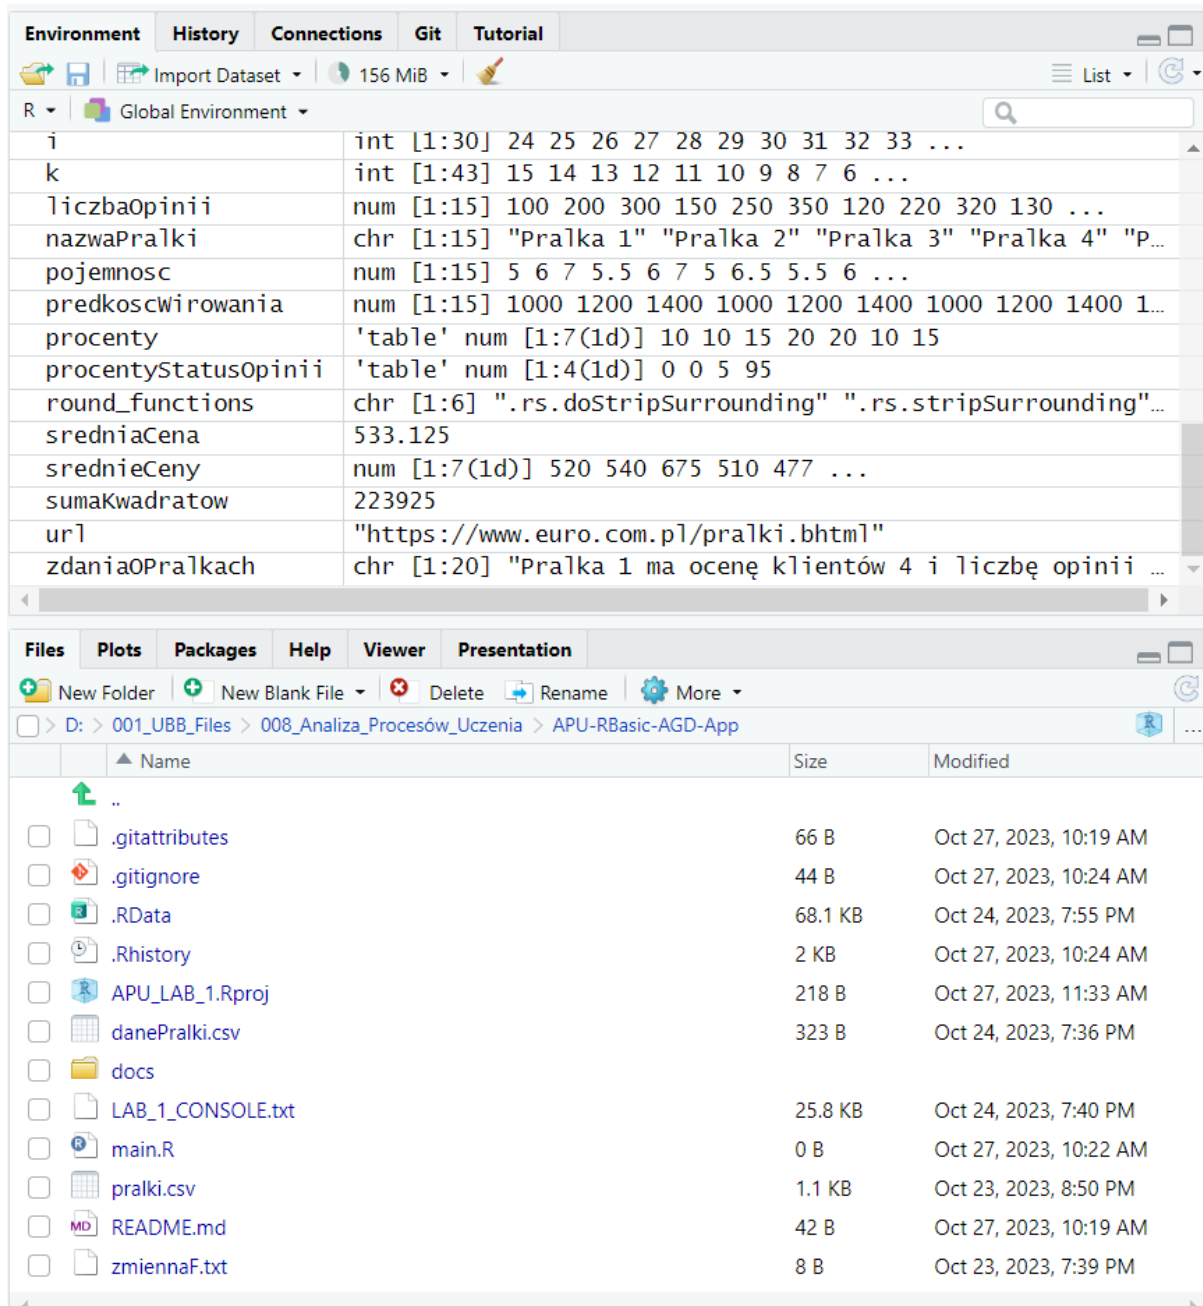 Environment History Connections Git Tutorial
Import Dataset 156 MiB List
R Global Environment
i int [1:30] 24 25 26 27 28 29 30 31 32 33 ...
k int [1:43] 15 14 13 12 11 10 9 8 7 6 ...
liczbaOpinii num [1:15] 100 200 300 150 250 350 120 220 320 130 ...
nazwaPralki chr [1:15] "Pralka 1" "Pralka 2" "Pralka 3" "Pralka 4" "P…
pojemnosc num [1:15] 5 6 7 5.5 6 7 5 6.5 5.5 6 ...
predkoscWirowania num [1:15] 1000 1200 1400 1000 1200 1400 1000 1200 1400 1…
procenty 'table' num [1:7(1d)] 10 10 15 20 20 10 15
procentyStatusOpinii 'table' num [1:4(1d)] 0 0 5 95
round_functions chr [1:6] ".rs.doStripSurrounding" ".rs.stripSurrounding"…
sredniaCena 533.125
srednieCeny num [1:7(1d)] 520 540 675 510 477 ...
sumaKwadratow 223925
url "https://www.euro.com.pl/pralki.bhtml"
zdaniaOPralkach chr [1:20] "Pralka 1 ma ocenę klientów 4 i liczbę opinii …
Files Plots Packages Help Viewer Presentation
New Folder New Blank File Delete Rename More
D: > 001_UBB_Files > 008_Analiza_Procesów_Uczenia > APU-RBasic-AGD-App ...
Name Size Modified
..
.gitattributes 66 B Oct 27, 2023, 10:19 AM
.gitignore 44 B Oct 27, 2023, 10:24 AM
.RData 68.1 KB Oct 24, 2023, 7:55 PM
.Rhistory 2 KB Oct 27, 2023, 10:24 AM
APU_LAB_1.Rproj 218 B Oct 27, 2023, 11:33 AM
danePralki.csv 323 B Oct 24, 2023, 7:36 PM
docs
LAB_1_CONSOLE.txt 25.8 KB Oct 24, 2023, 7:40 PM
main.R 0 B Oct 27, 2023, 10:22 AM
pralki.csv 1.1 KB Oct 23, 2023, 8:50 PM
MD README.md 42 B Oct 27, 2023, 10:19 AM
zmiennaF.txt 8 B Oct 23, 2023, 7:39 PM